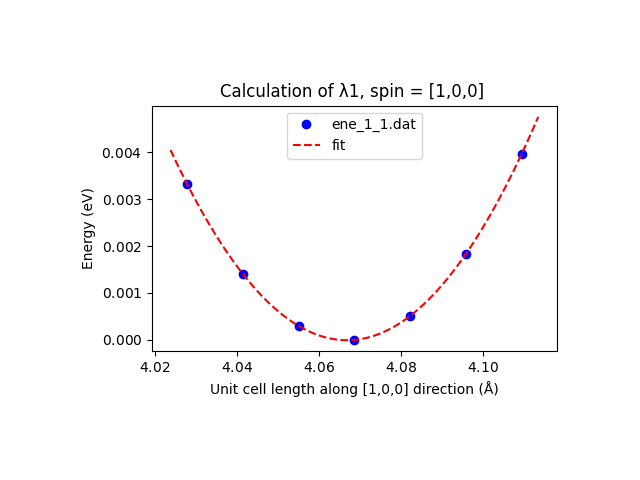 Calculation of λ1, spin = [1,0,0]
ene_1_1.dat
fit
0.004
0.003
0.002
0.001
0.000
Energy (eV)
4.02 4.04 4.06 4.08 4.10
Unit cell length along [1,0,0] direction (Å)